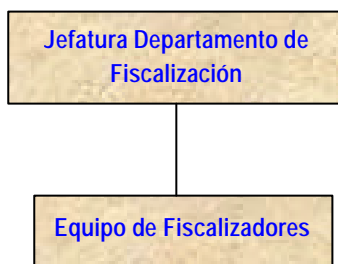 Jefatura Departamento de
Fiscalización
Equipo de Fiscalizadores